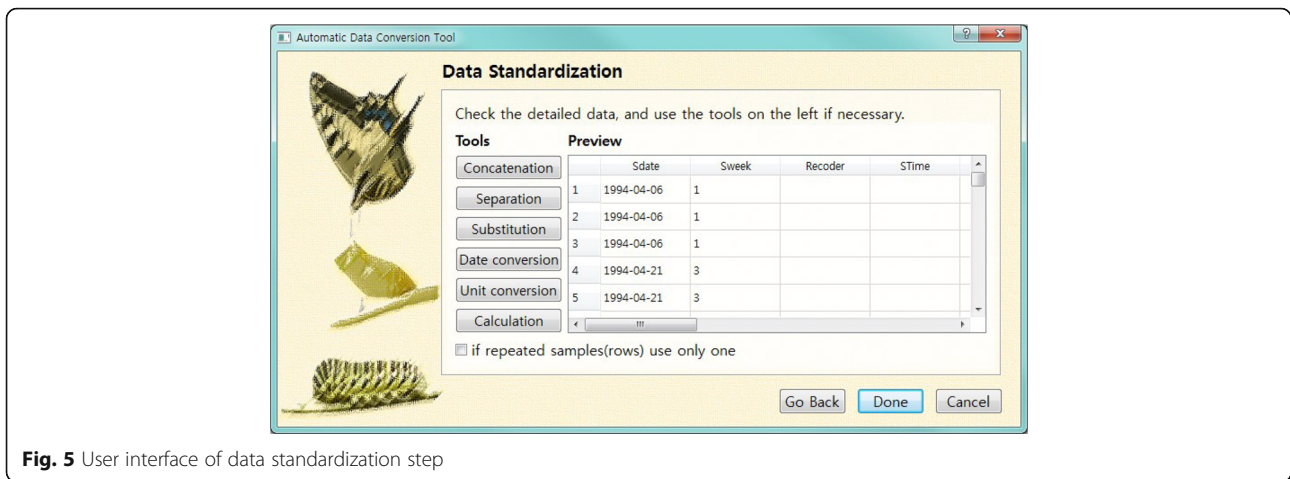 Automatic Data Conversion Tool
Data Standardization
Check the detailed data, and use the tools on the left if necessary.
Tools
Concatenation
Separation
Substitution
Date conversion
Unit conversion
Calculation
Preview
Sdate Sweek Recoder STime
1 1994-04-06 1
2 1994-04-06 1
3 1994-04-06 1
4 1994-04-21 3
5 1994-04-21 3
if repeated samples(rows) use only one
Go Back Done Cancel
Fig. 5 User interface of data standardization step